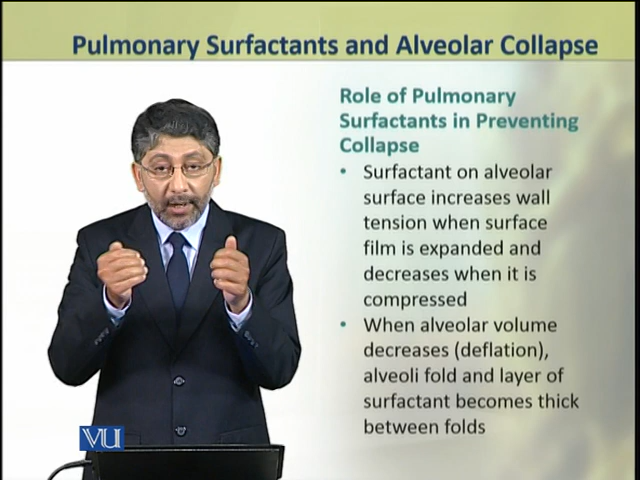 Pulmonary Surfactants and Alveolar Collapse
Role of Pulmonary
Surfactants in Preventing
Collapse
• Surfactant on alveolar
surface increases wall
tension when surface
film is expanded and
decreases when it is
compressed
• When alveolar volume
decreases (deflation),
alveoli fold and layer of
surfactant becomes thick
between folds
VU